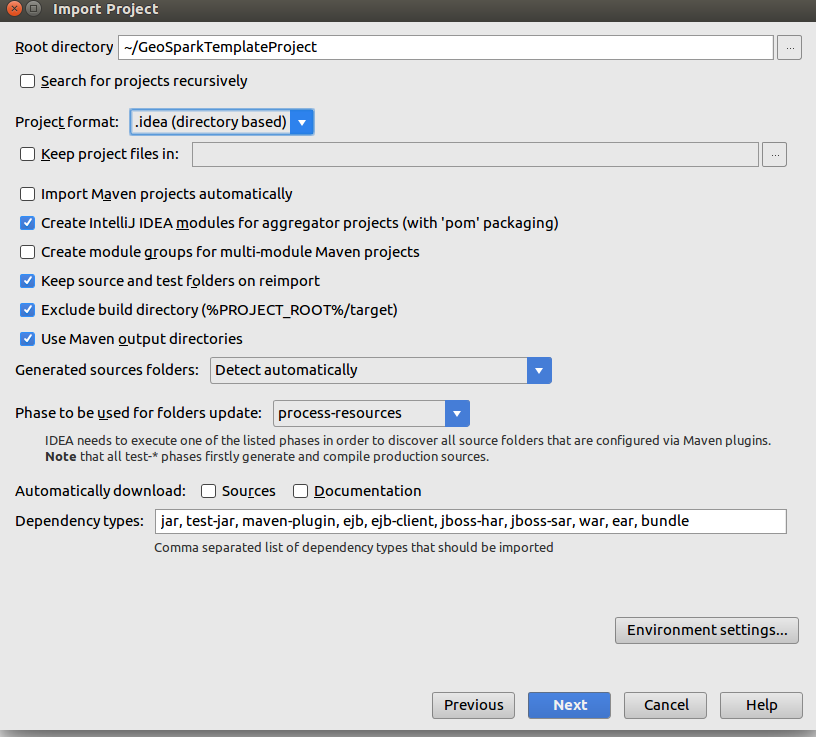 Import Project
Root directory ~/GeoSparkTemplateProject ...
Search for projects recursively
Project format: .idea (directory based)
Keep project files in: ...
Import Maven projects automatically
Create IntelliJ IDEA modules for aggregator projects (with 'pom' packaging)
Create module groups for multi-module Maven projects
Keep source and test folders on reimport
Exclude build directory (%PROJECT_ROOT%/target)
Use Maven output directories
Generated sources folders: Detect automatically
Phase to be used for folders update: process-resources
IDEA needs to execute one of the listed phases in order to discover all source folders that are configured via Maven plugins.
Note that all test-* phases firstly generate and compile production sources.
Automatically download: Sources Documentation
Dependency types: jar, test-jar, maven-plugin, ejb, ejb-client, jboss-har, jboss-sar, war, ear, bundle
Comma separated list of dependency types that should be imported
Environment settings...
Previous Next Cancel Help